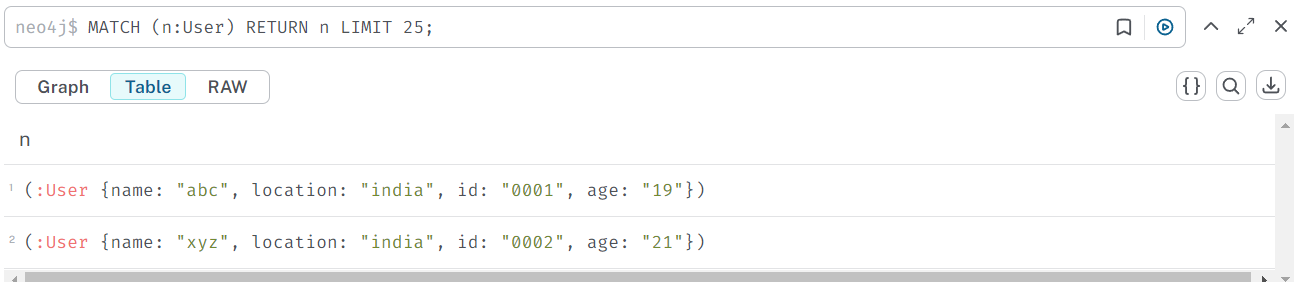 neo4j$ MATCH (n:User) RETURN n LIMIT 25;
Graph Table RAW
n
1 (:User {name: "abc", location: "india", id: "0001", age: "19"})
2 (:User {name: "xyz", location: "india", id: "0002", age: "21"})